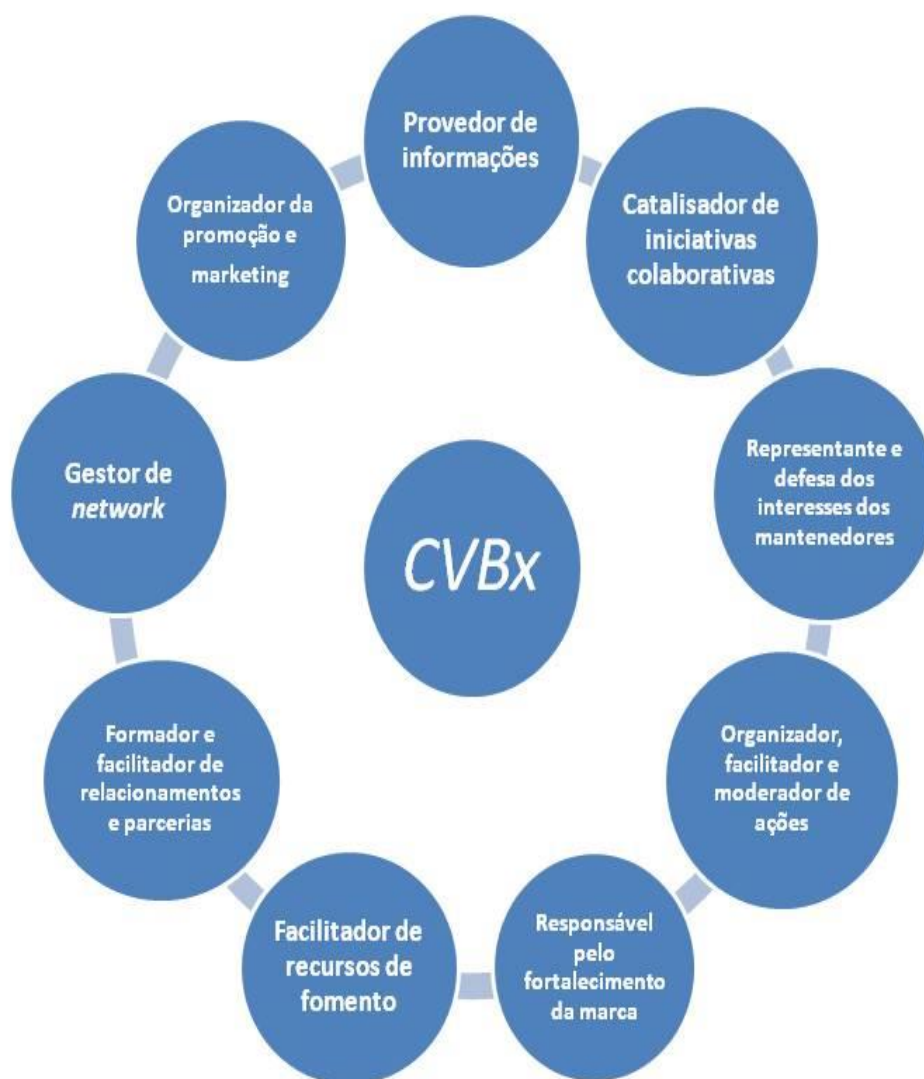 Provedor de
informações
Catalisador de
iniciativas
colaborativas
Representante e
defesa dos
interesses dos
mantenedores
Organizador,
facilitador e
moderador de
ações
Responsável
pelo
fortalecimento
da marca
Facilitador de
recursos de
fomento
Formador e
facilitador de
relacionamentos
e parcerias
Gestor de
network
Organizador da
promoção e
marketing
CVBx